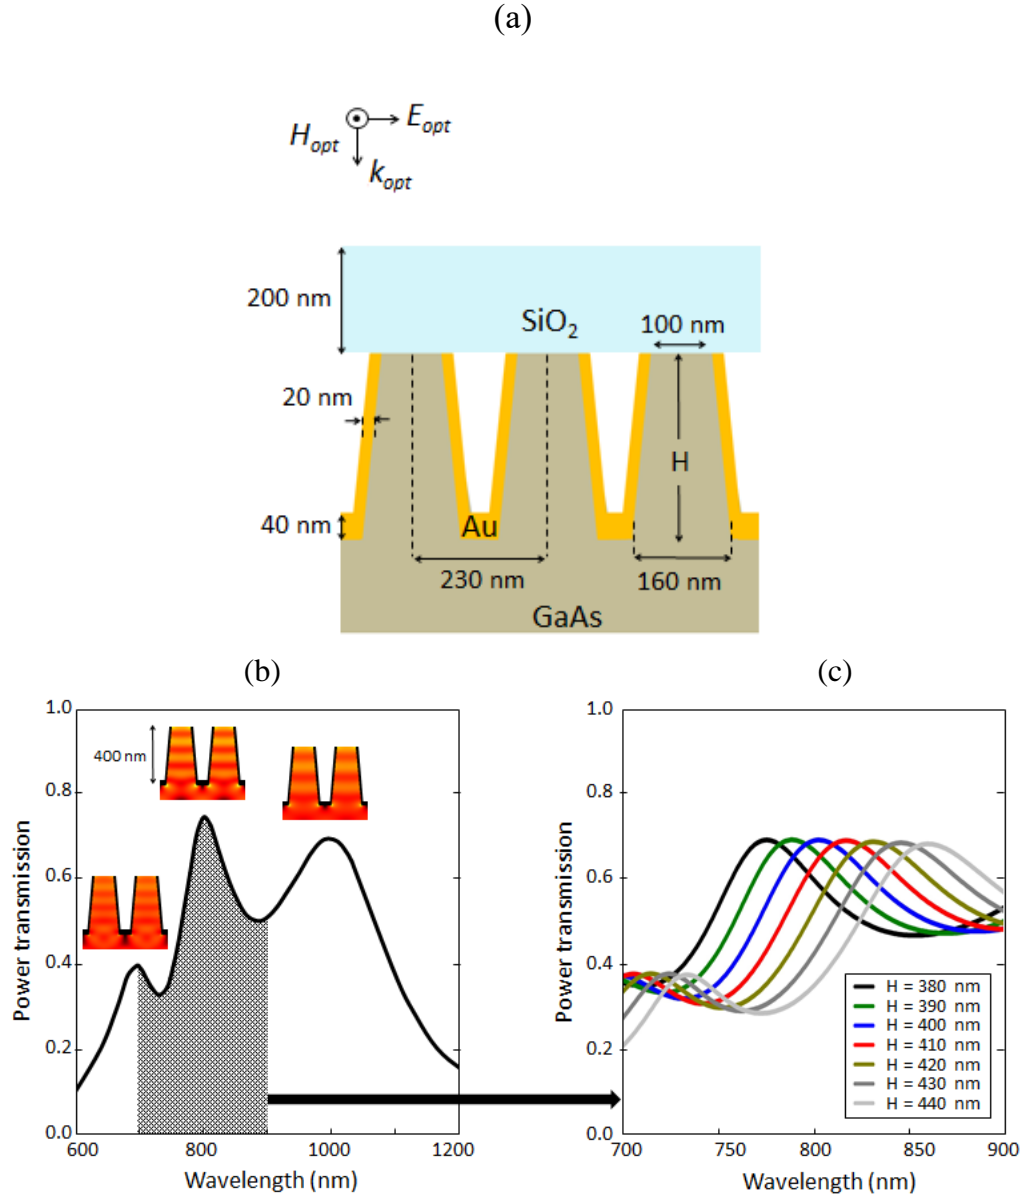 (a)
H_opt E_opt
k_opt
200 nm
SiO₂
100 nm
20 nm
H
40 nm
Au
230 nm
160 nm
GaAs
(b)
(c)
1.0
0.8
0.6
0.4
0.2
0.0
Power transmission
400 nm
600 800 1000 1200
Wavelength (nm)
1.0
0.8
0.6
0.4
0.2
0.0
Power transmission
H = 380 nm
H = 390 nm
H = 400 nm
H = 410 nm
H = 420 nm
H = 430 nm
H = 440 nm
700 750 800 850 900
Wavelength (nm)